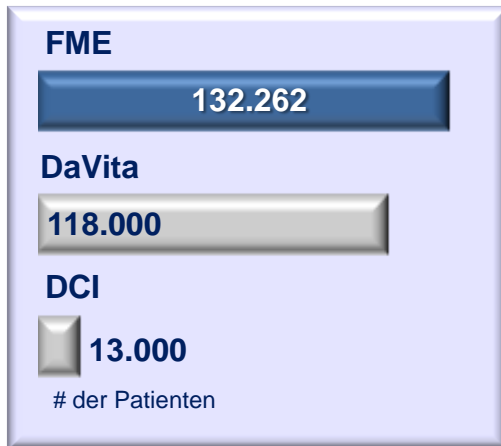 FME
132.262
DaVita
118.000
DCI
13.000
# der Patienten